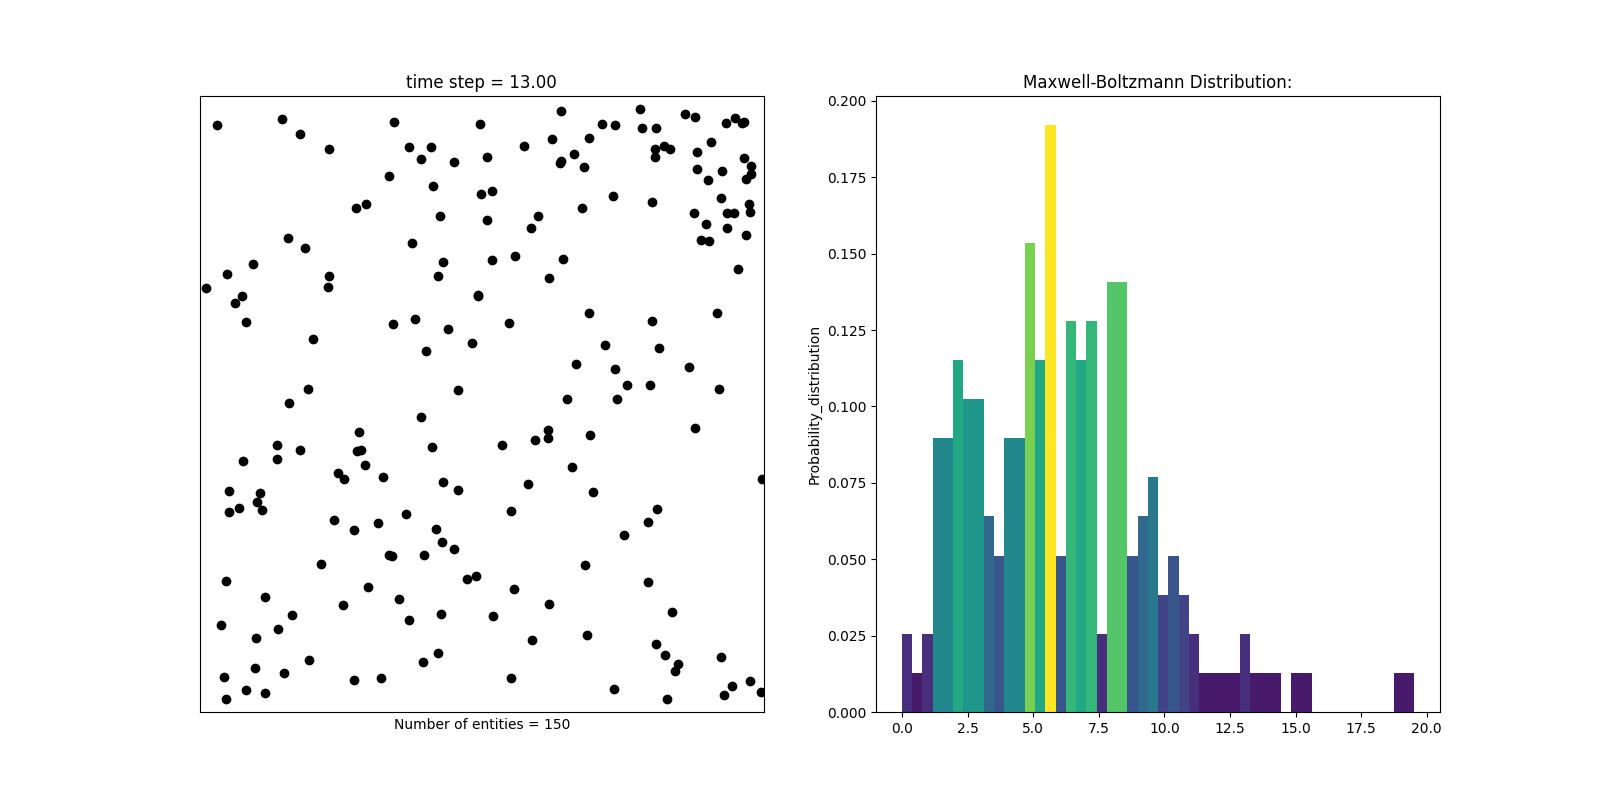 time step = 13.00
Number of entities = 150
Maxwell-Boltzmann Distribution:
Probability_distribution
0.200
0.175
0.150
0.125
0.100
0.075
0.050
0.025
0.000
0.0 2.5 5.0 7.5 10.0 12.5 15.0 17.5 20.0